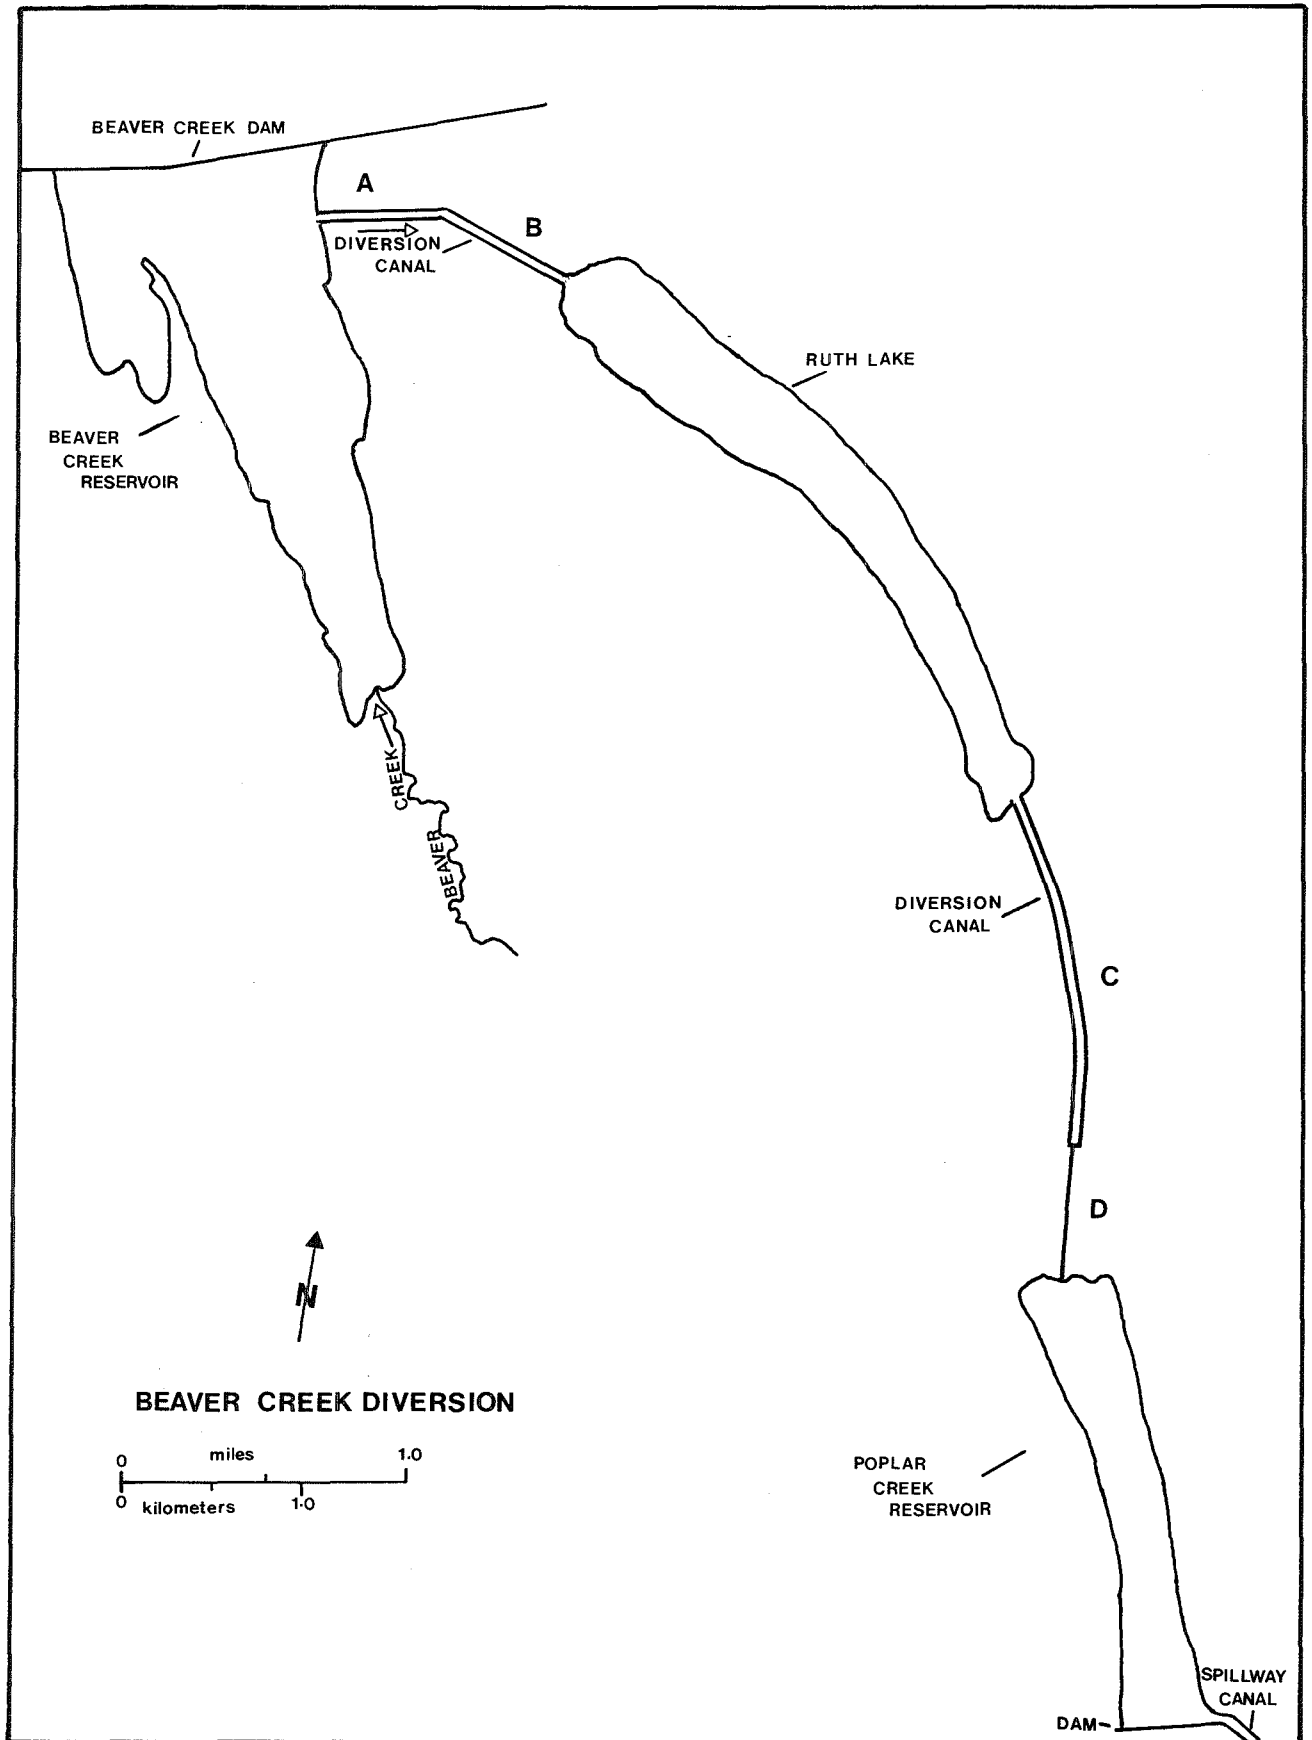 BEAVER CREEK DAM
A
B
DIVERSION
CANAL
RUTH LAKE
BEAVER
CREEK
RESERVOIR
CREEK
BEAVER
DIVERSION
CANAL
C
D
N
BEAVER CREEK DIVERSION
0 miles 1.0
0 kilometers 1.0
POPLAR
CREEK
RESERVOIR
SPILLWAY
CANAL
DAM